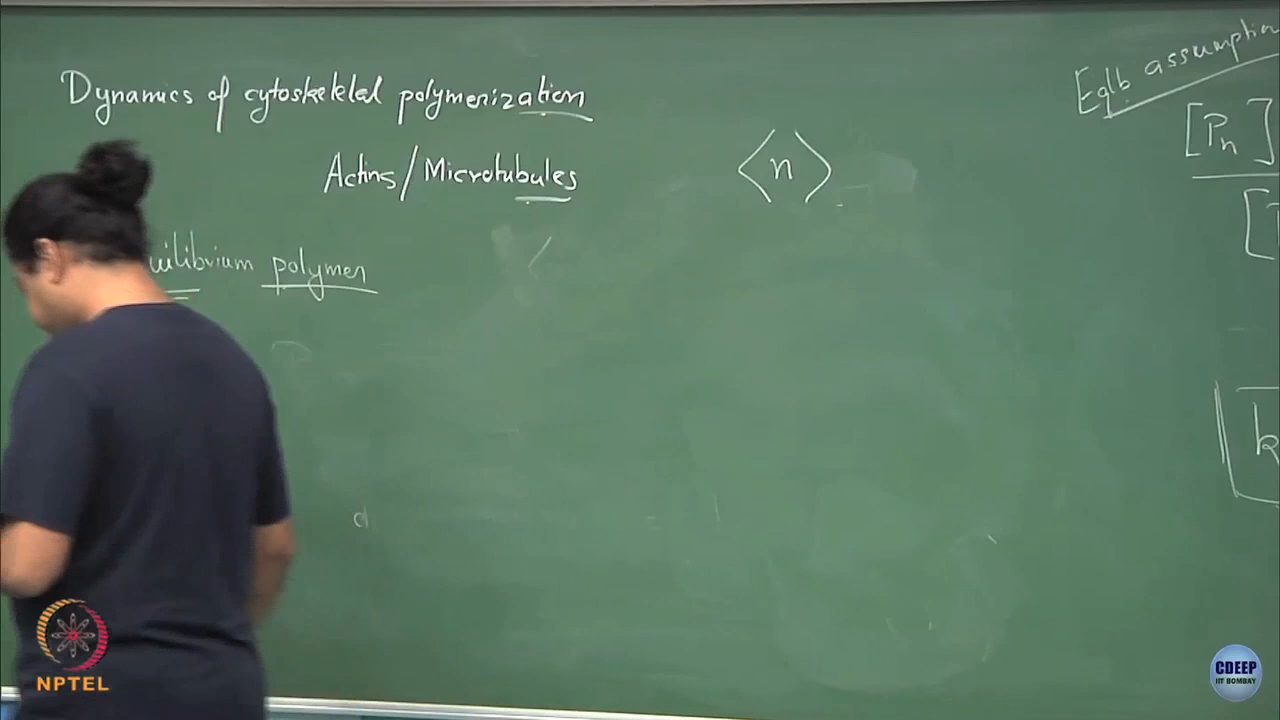 Dynamics of cytoskeletal polymerization
Actins/Microtubules
⟨n⟩
uilibrium polymer
Eqlb assumption
[Pn]
[
k
NPTEL
CDEEP
IIT BOMBAY